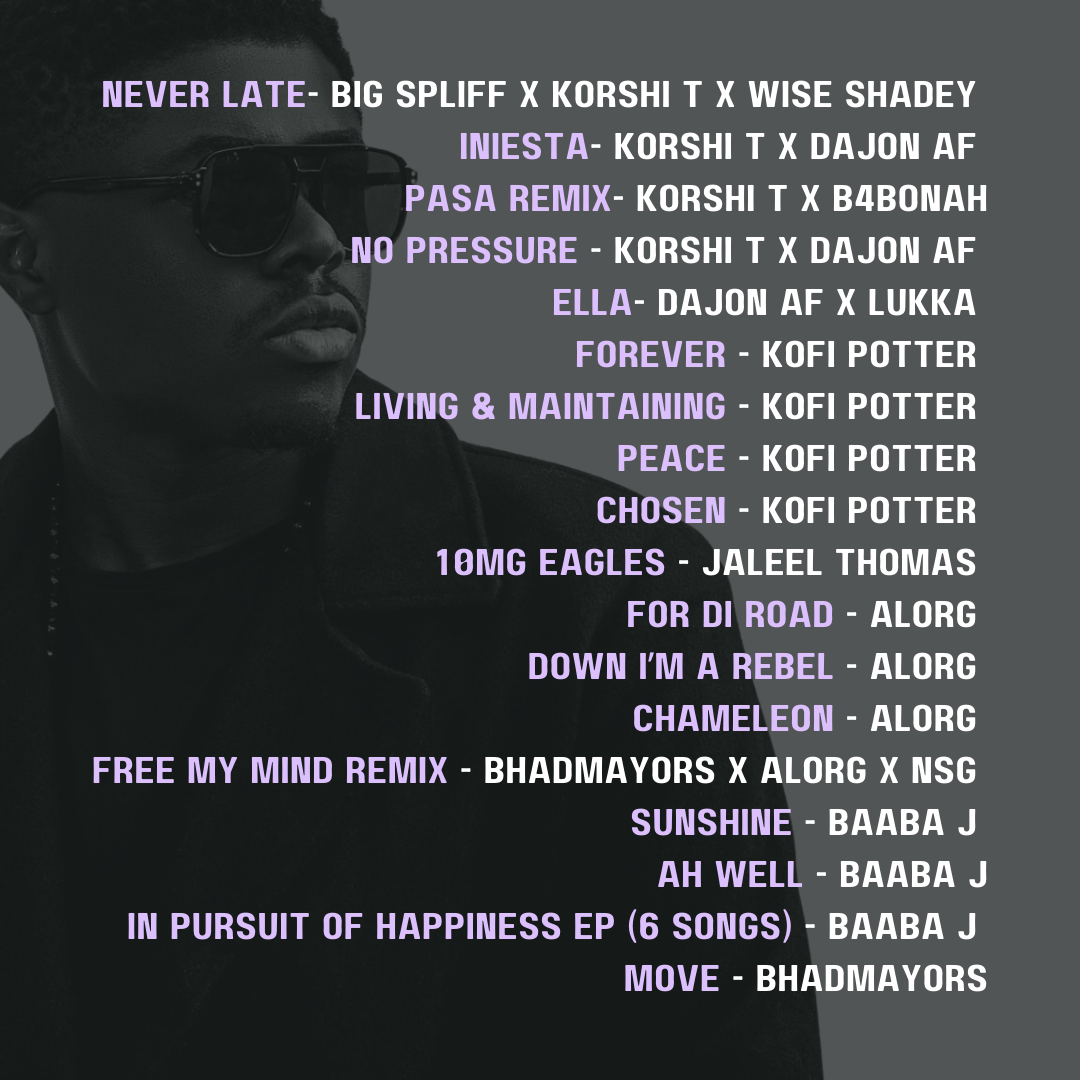 NEVER LATE- BIG SPLIFF X KORSHI T X WISE SHADEY
INIESTA- KORSHI T X DAJON AF
PASA REMIX- KORSHI T X B4BONAH
NO PRESSURE - KORSHI T X DAJON AF
ELLA- DAJON AF X LUKKA
FOREVER - KOFI POTTER
LIVING & MAINTAINING - KOFI POTTER
PEACE - KOFI POTTER
CHOSEN - KOFI POTTER
10MG EAGLES - JALEEL THOMAS
FOR DI ROAD - ALORG
DOWN I'M A REBEL - ALORG
CHAMELEON - ALORG
FREE MY MIND REMIX - BHADMAYORS X ALORG X NSG
SUNSHINE - BAABA J
AH WELL - BAABA J
IN PURSUIT OF HAPPINESS EP (6 SONGS) - BAABA J
MOVE - BHADMAYORS